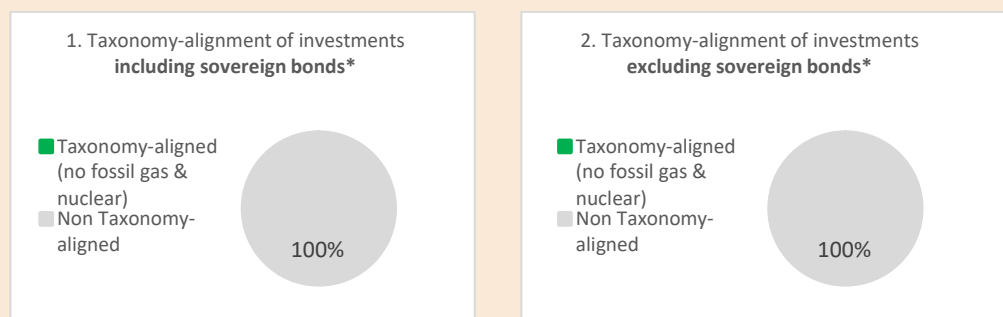 1. Taxonomy-alignment of investments
including sovereign bonds*
Taxonomy-aligned
(no fossil gas &
nuclear)
Non Taxonomy-
aligned
100%
2. Taxonomy-alignment of investments
excluding sovereign bonds*
Taxonomy-aligned
(no fossil gas &
nuclear)
Non Taxonomy-
aligned
100%